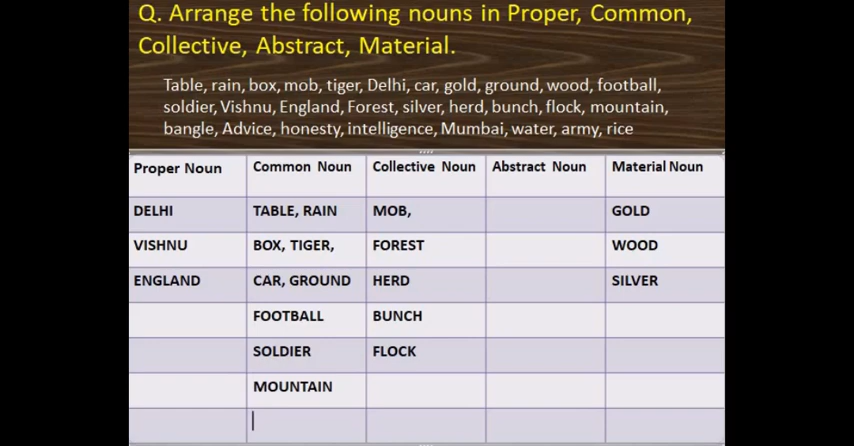 Q. Arrange the following nouns in Proper, Common,
Collective, Abstract, Material.
Table, rain, box, mob, tiger, Delhi, car, gold, ground, wood, football,
soldier, Vishnu, England, Forest, silver, herd, bunch, flock, mountain,
bangle, Advice, honesty, intelligence, Mumbai, water, army, rice
Proper Noun Common Noun Collective Noun Abstract Noun Material Noun
DELHI TABLE, RAIN MOB, GOLD
VISHNU BOX, TIGER, FOREST WOOD
ENGLAND CAR, GROUND HERD SILVER
FOOTBALL BUNCH
SOLDIER FLOCK
MOUNTAIN